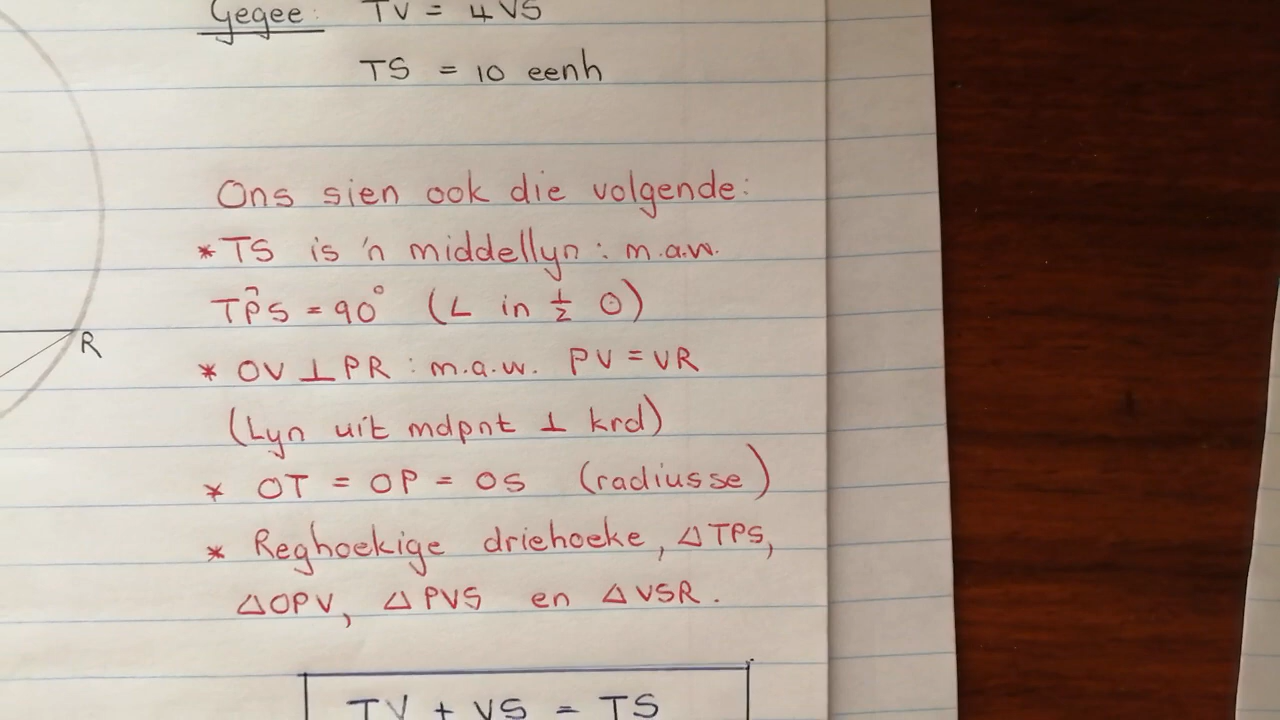 Gegee: TV = 4VS
TS = 10 eenh
Ons sien ook die volgende:
* TS is 'n middellyn : m.a.w.
TP̂S = 90° (L in ½ ⊙)
R
* OV ⊥ PR : m.a.w. PV = VR
(Lyn uit mdpnt ⊥ krd)
* OT = OP = OS (radiusse)
* Reghoekige driehoeke, △TPS,
△OPV, △PVS en △VSR.
TV + VS = TS